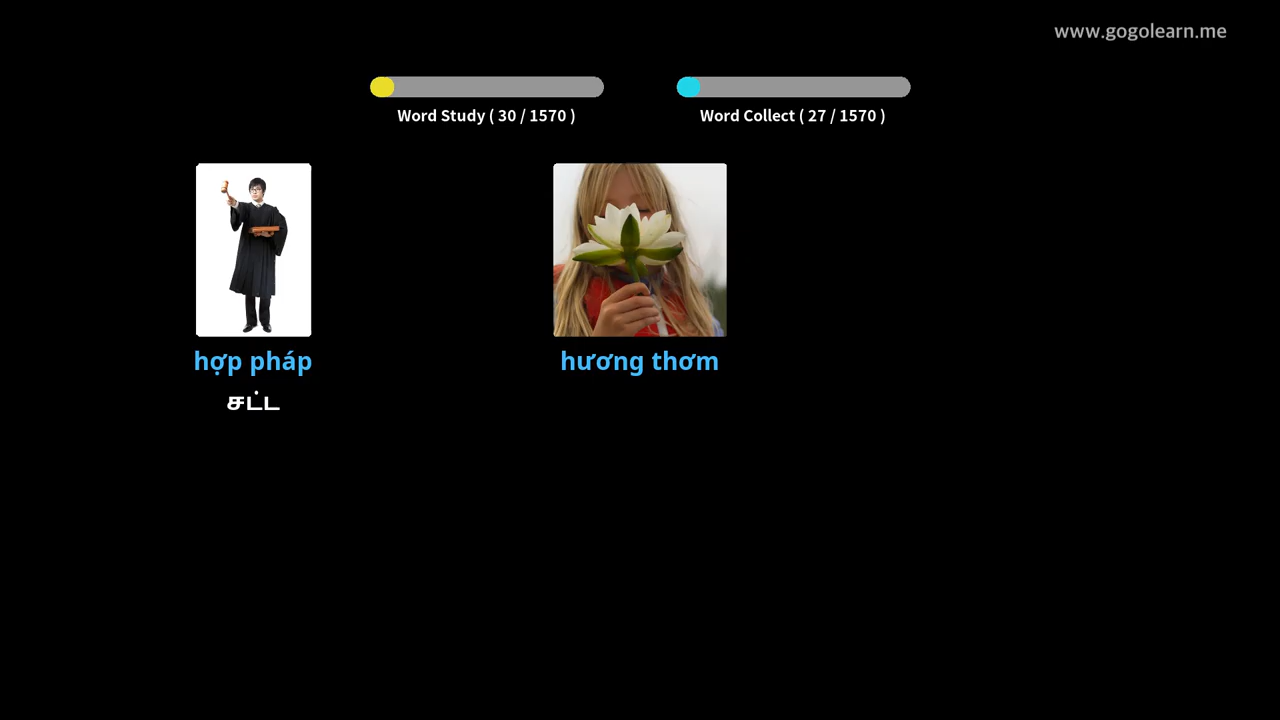 www.gogolearn.me
Word Study ( 30 / 1570 )
Word Collect ( 27 / 1570 )
hợp pháp
hương thơm
சட்ட